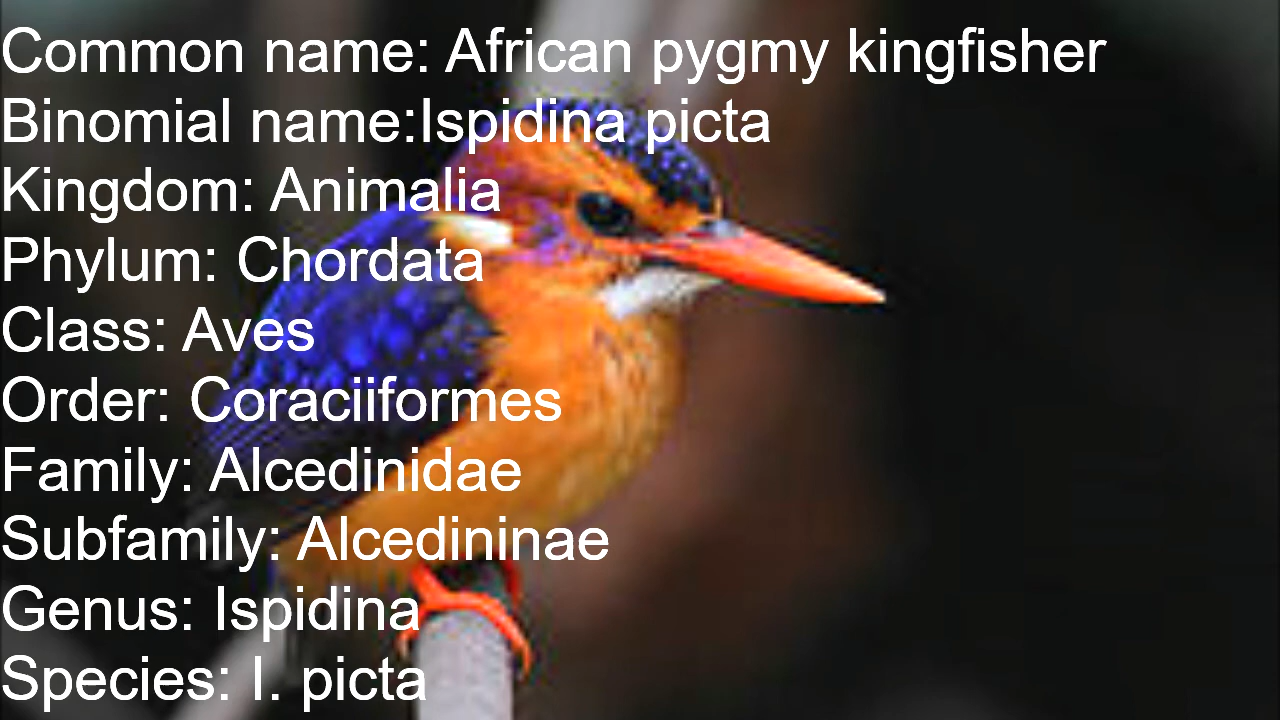 Common name: African pygmy kingfisher
Binomial name:Ispidina picta
Kingdom: Animalia
Phylum: Chordata
Class: Aves
Order: Coraciiformes
Family: Alcedinidae
Subfamily: Alcedininae
Genus: Ispidina
Species: I. picta